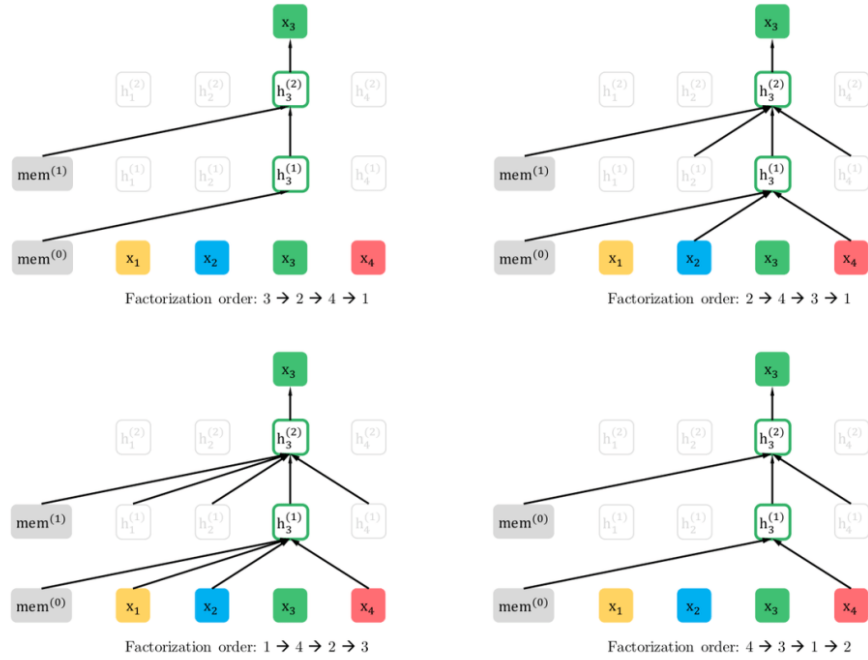 x₃ x₃
h₁⁽²⁾ h₂⁽²⁾ h₃⁽²⁾ h₄⁽²⁾ h₁⁽²⁾ h₂⁽²⁾ h₃⁽²⁾ h₄⁽²⁾
mem⁽¹⁾ h₁⁽¹⁾ h₂⁽¹⁾ h₃⁽¹⁾ h₄⁽¹⁾ mem⁽¹⁾ h₁⁽¹⁾ h₂⁽¹⁾ h₃⁽¹⁾ h₄⁽¹⁾
mem⁽⁰⁾ x₁ x₂ x₃ x₄ mem⁽⁰⁾ x₁ x₂ x₃ x₄
Factorization order: 3 → 2 → 4 → 1 Factorization order: 2 → 4 → 3 → 1
x₃ x₃
h₁⁽²⁾ h₂⁽²⁾ h₃⁽²⁾ h₄⁽²⁾ h₁⁽²⁾ h₂⁽²⁾ h₃⁽²⁾ h₄⁽²⁾
mem⁽¹⁾ h₁⁽¹⁾ h₂⁽¹⁾ h₃⁽¹⁾ h₄⁽¹⁾ mem⁽⁰⁾ h₁⁽¹⁾ h₂⁽¹⁾ h₃⁽¹⁾ h₄⁽¹⁾
mem⁽⁰⁾ x₁ x₂ x₃ x₄ mem⁽⁰⁾ x₁ x₂ x₃ x₄
Factorization order: 1 → 4 → 2 → 3 Factorization order: 4 → 3 → 1 → 2